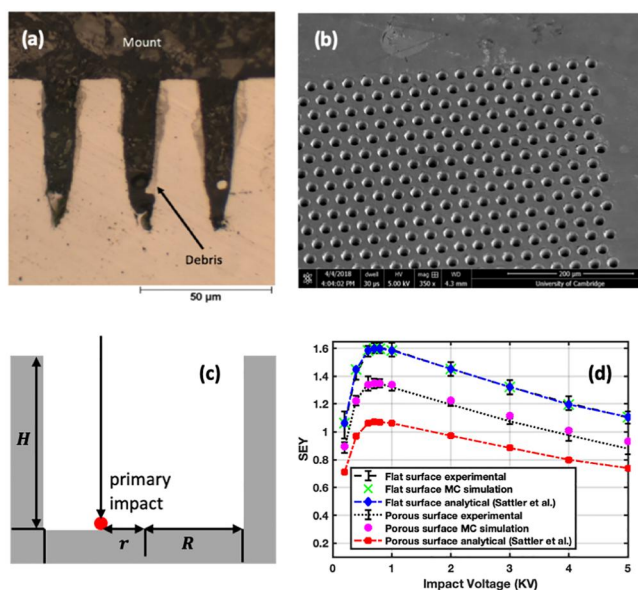 (a)
Mount
Debris
50 μm
(b)
4/4/2018 dwell HV mag WD
4:04:02 PM 30 μs 5.00 kV 350 x 4.3 mm
200 μm
University of Cambridge
(c)
H
primary
impact
r
R
(d)
SEY
1.6
1.4
1.2
1
0.8
0.6
0.4
0.2
Flat surface experimental
Flat surface MC simulation
Flat surface analytical (Sattler et al.)
Porous surface experimental
Porous surface MC simulation
Porous surface analytical (Sattler et al.)
0 1 2 3 4 5
Impact Voltage (KV)